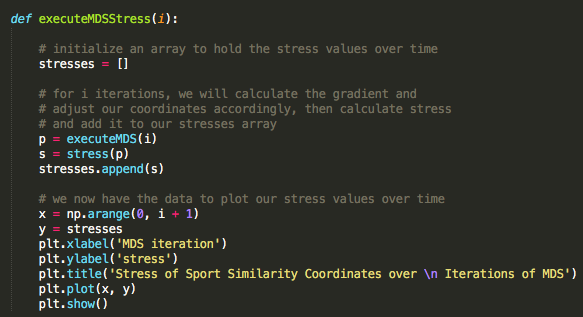 def executeMDSStress(i):
# initialize an array to hold the stress values over time
stresses = []
# for i iterations, we will calculate the gradient and
# adjust our coordinates accordingly, then calculate stress
# and add it to our stresses array
p = executeMDS(i)
s = stress(p)
stresses.append(s)
# we now have the data to plot our stress values over time
x = np.arange(0, i + 1)
y = stresses
plt.xlabel('MDS iteration')
plt.ylabel('stress')
plt.title('Stress of Sport Similarity Coordinates over \n Iterations of MDS')
plt.plot(x, y)
plt.show()